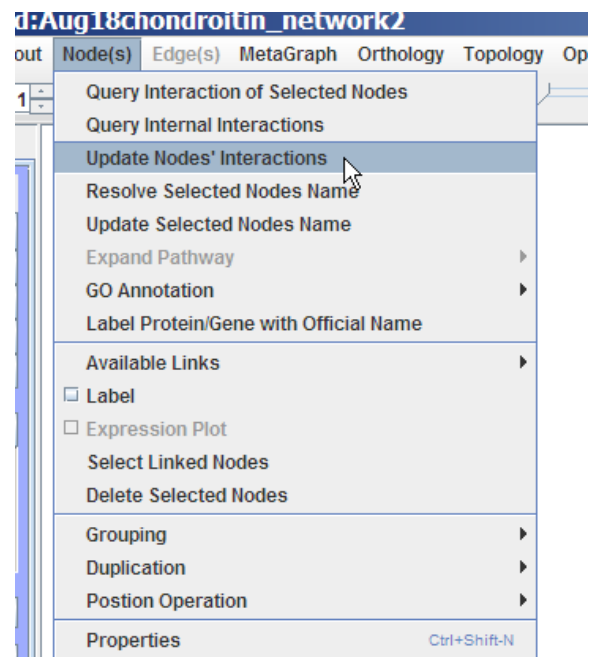 d:Aug18chondroitin_network2
out Node(s) Edge(s) MetaGraph Orthology Topology Op
1
Query Interaction of Selected Nodes
Query Internal Interactions
Update Nodes' Interactions
Resolve Selected Nodes Name
Update Selected Nodes Name
Expand Pathway
GO Annotation
Label Protein/Gene with Official Name
Available Links
Label
Expression Plot
Select Linked Nodes
Delete Selected Nodes
Grouping
Duplication
Postion Operation
Properties Ctrl+Shift-N